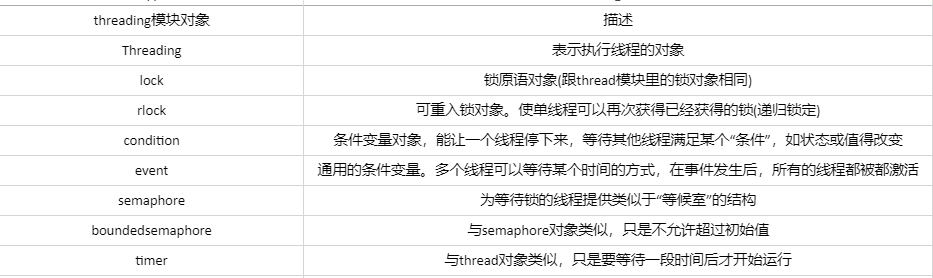 threading模块对象 描述
Threading 表示执行线程的对象
lock 锁原语对象(跟thread模块里的锁对象相同)
rlock 可重入锁对象。使单线程可以再次获得已经获得的锁(递归锁定)
condition 条件变量对象，能让一个线程停下来，等待其他线程满足某个“条件”，如状态或值得改变
event 通用的条件变量。多个线程可以等待某个时间的方式，在事件发生后，所有的线程都被都激活
semaphore 为等待锁的线程提供类似于“等候室”的结构
boundedsemaphore 与semaphore对象类似，只是不允许超过初始值
timer 与thread对象类似，只是要等待一段时间后才开始运行